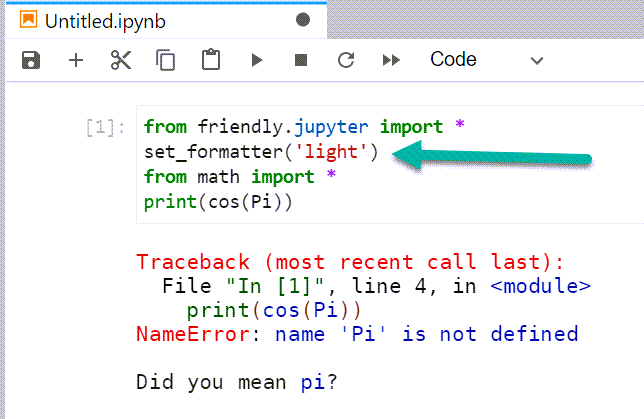 Untitled.ipynb
Code
[1]:
from friendly.jupyter import *
set_formatter('light')
from math import *
print(cos(Pi))
Traceback (most recent call last):
File "In [1]", line 4, in <module>
print(cos(Pi))
NameError: name 'Pi' is not defined
Did you mean pi?